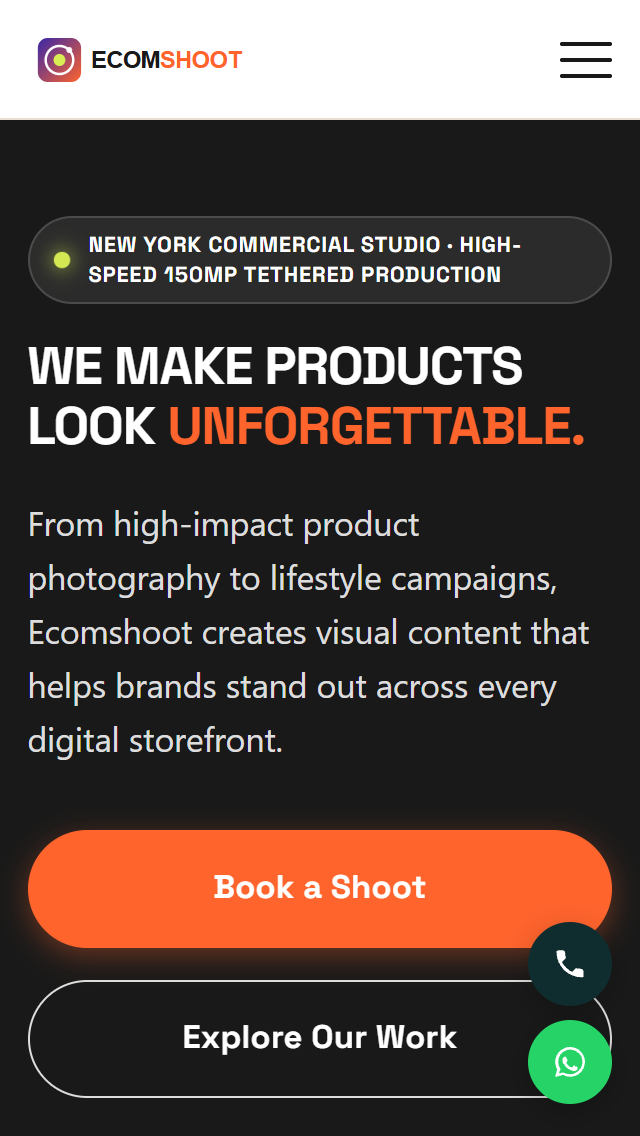 ECOMSHOOT
NEW YORK COMMERCIAL STUDIO · HIGH-
SPEED 150MP TETHERED PRODUCTION
WE MAKE PRODUCTS
LOOK UNFORGETTABLE.
From high-impact product
photography to lifestyle campaigns,
Ecomshoot creates visual content that
helps brands stand out across every
digital storefront.
Book a Shoot
Explore Our Work